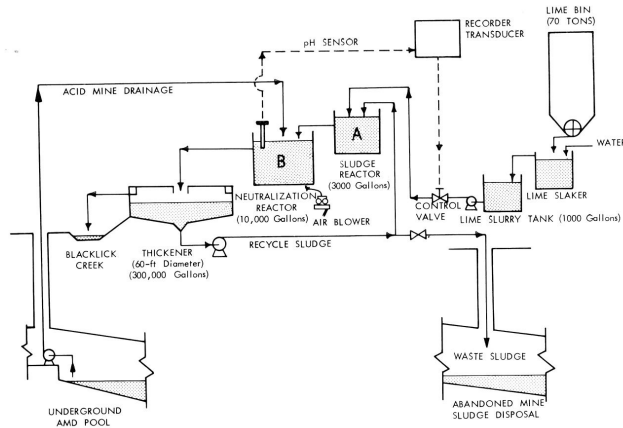 LIME BIN
(70 TONS)
RECORDER
TRANSDUCER
pH SENSOR
ACID MINE DRAINAGE
A
B
WATER
SLUDGE
REACTOR
(3000 Gallons)
LIME SLAKER
NEUTRALIZATION
REACTOR
(10,000 Gallons)
AIR BLOWER
CONTROL
VALVE
LIME SLURRY TANK (1000 Gallons)
BLACKLICK
CREEK
THICKENER
(60-ft Diameter)
(300,000 Gallons)
RECYCLE SLUDGE
WASTE SLUDGE
UNDERGROUND
AMD POOL
ABANDONED MINE
SLUDGE DISPOSAL